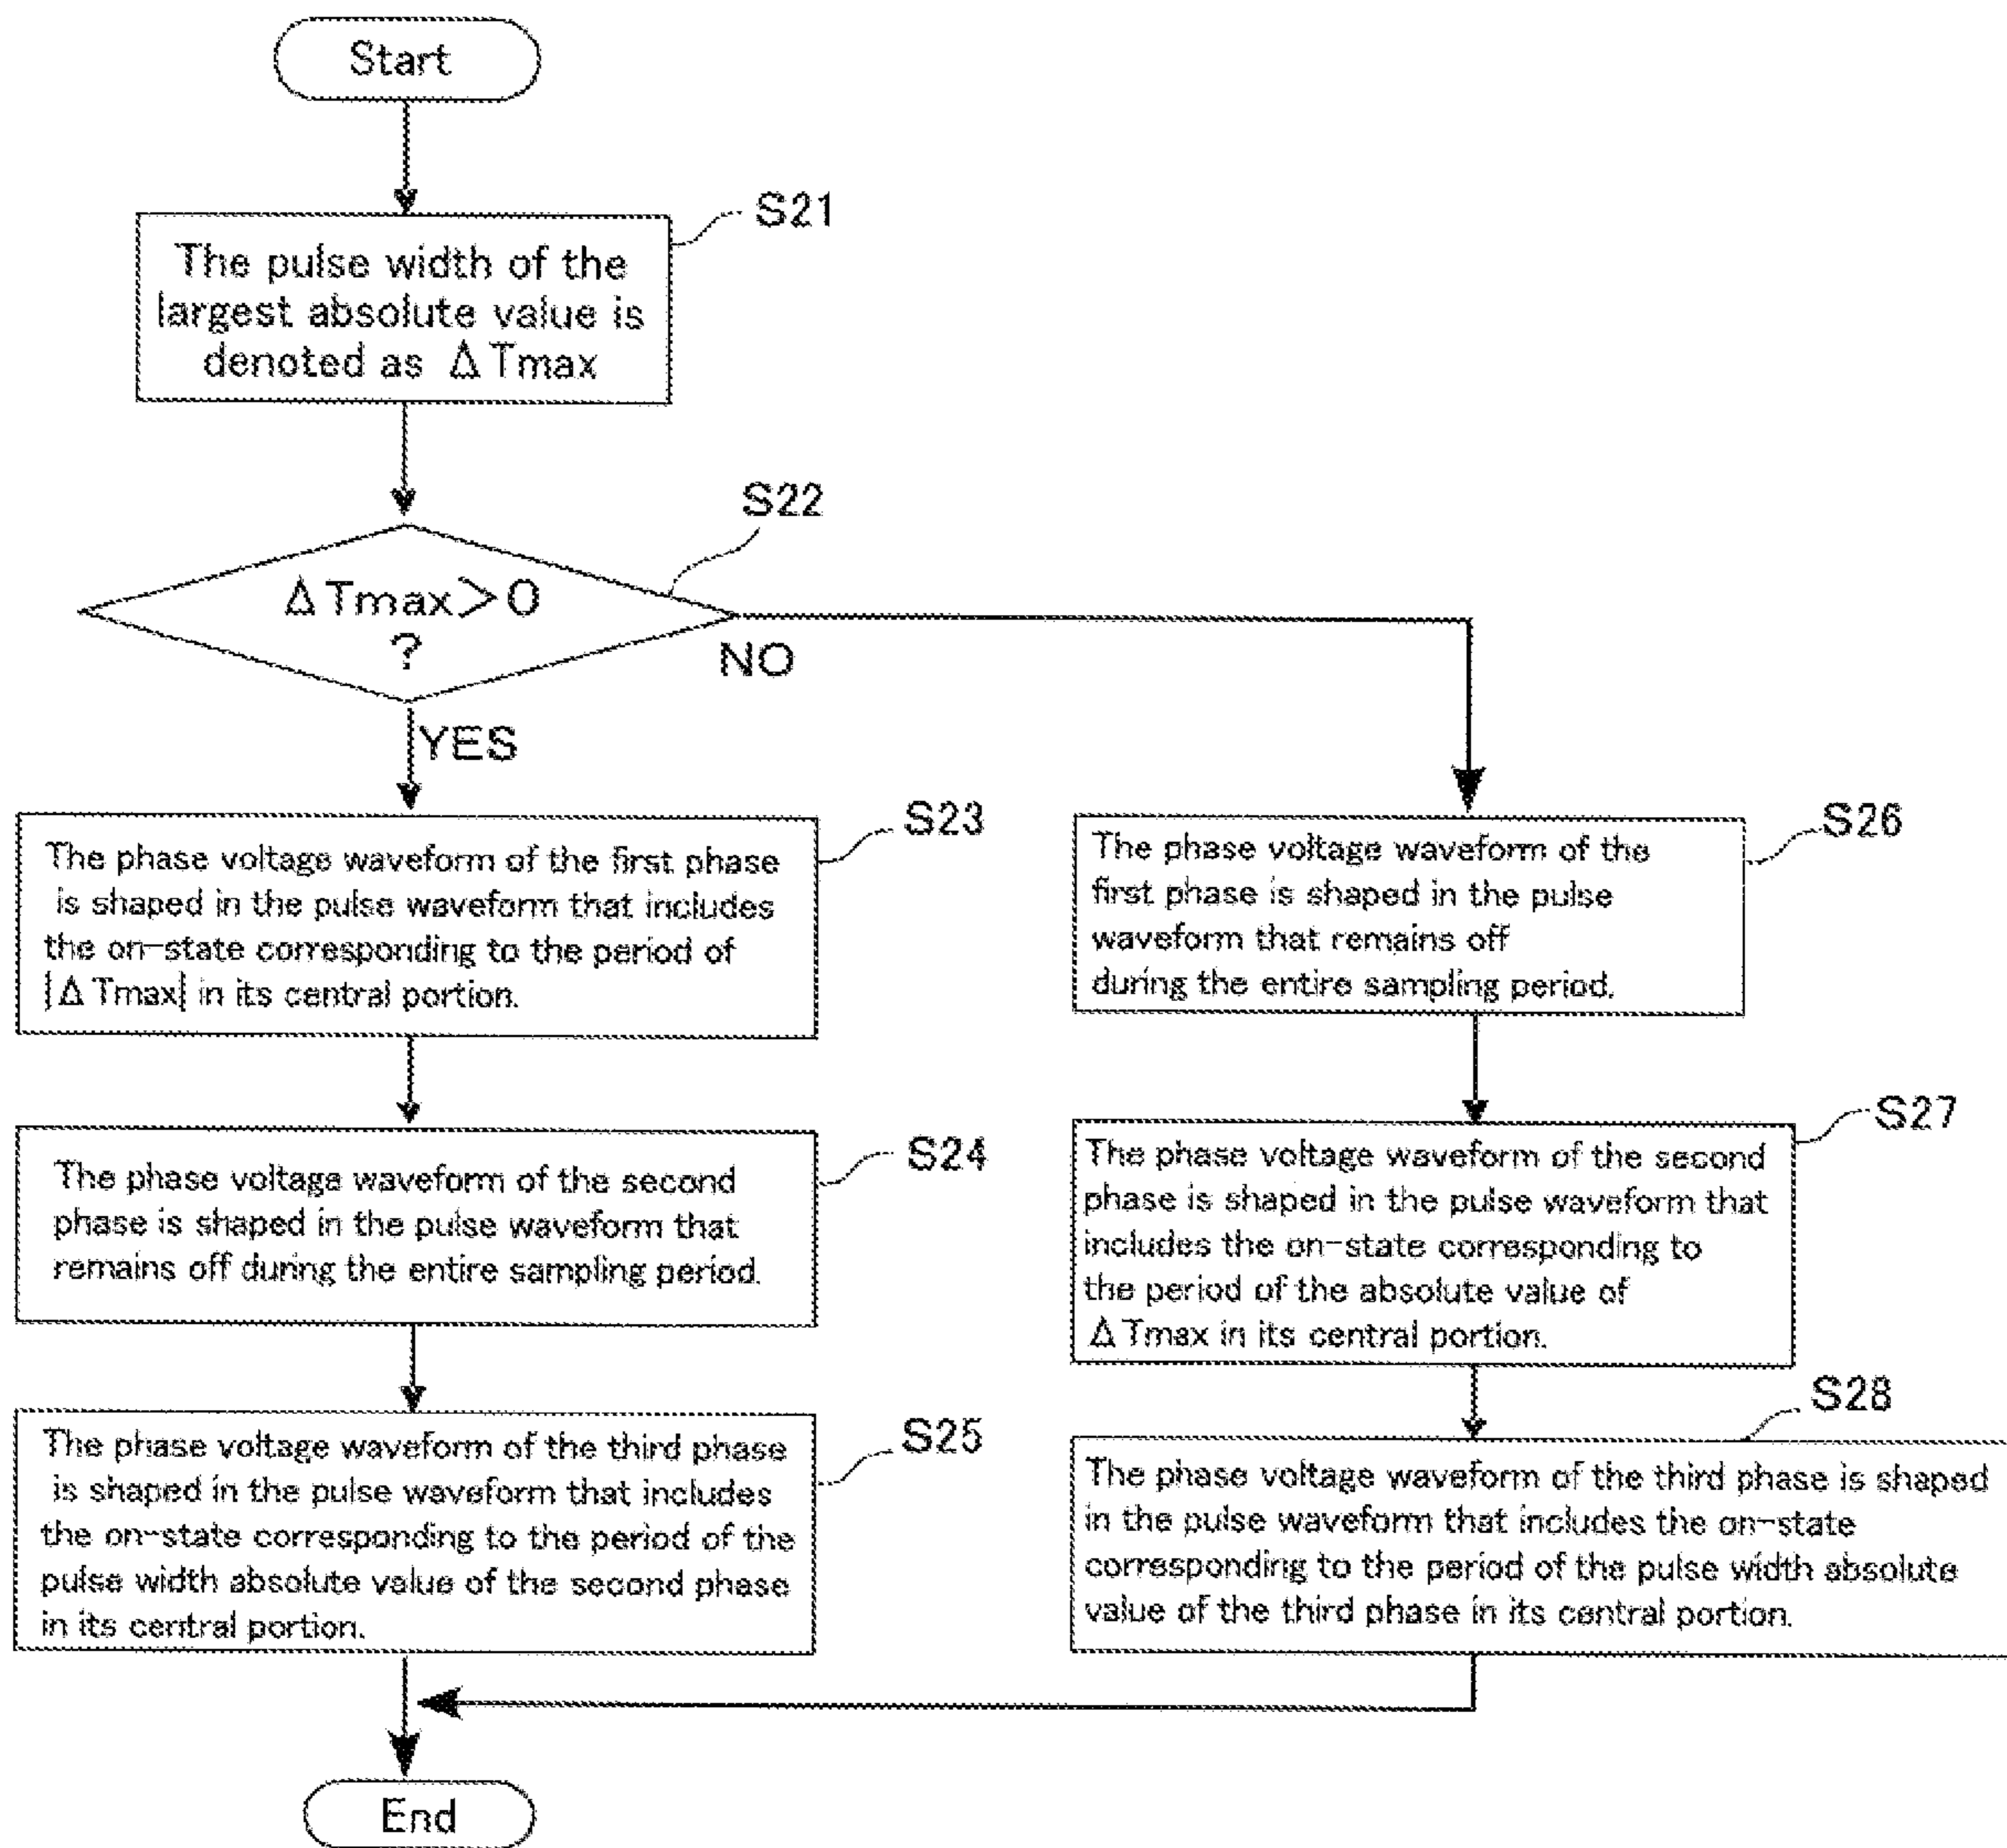 Start
S21
The pulse width of the
largest absolute value is
denoted as Δ Tmax
S22
Δ Tmax>0
?
NO
YES
S23
The phase voltage waveform of the first phase
is shaped in the pulse waveform that includes
the on-state corresponding to the period of
|Δ Tmax| in its central portion.
S24
The phase voltage waveform of the second
phase is shaped in the pulse waveform that
remains off during the entire sampling period.
S25
The phase voltage waveform of the third phase
is shaped in the pulse waveform that includes
the on-state corresponding to the period of the
pulse width absolute value of the second phase
in its central portion.
S26
The phase voltage waveform of the
first phase is shaped in the pulse
waveform that remains off
during the entire sampling period.
S27
The phase voltage waveform of the second
phase is shaped in the pulse waveform that
includes the on-state corresponding to
the period of the absolute value of
Δ Tmax in its central portion.
S28
The phase voltage waveform of the third phase is shaped
in the pulse waveform that includes the on-state
corresponding to the period of the pulse width absolute
value of the third phase in its central portion.
End